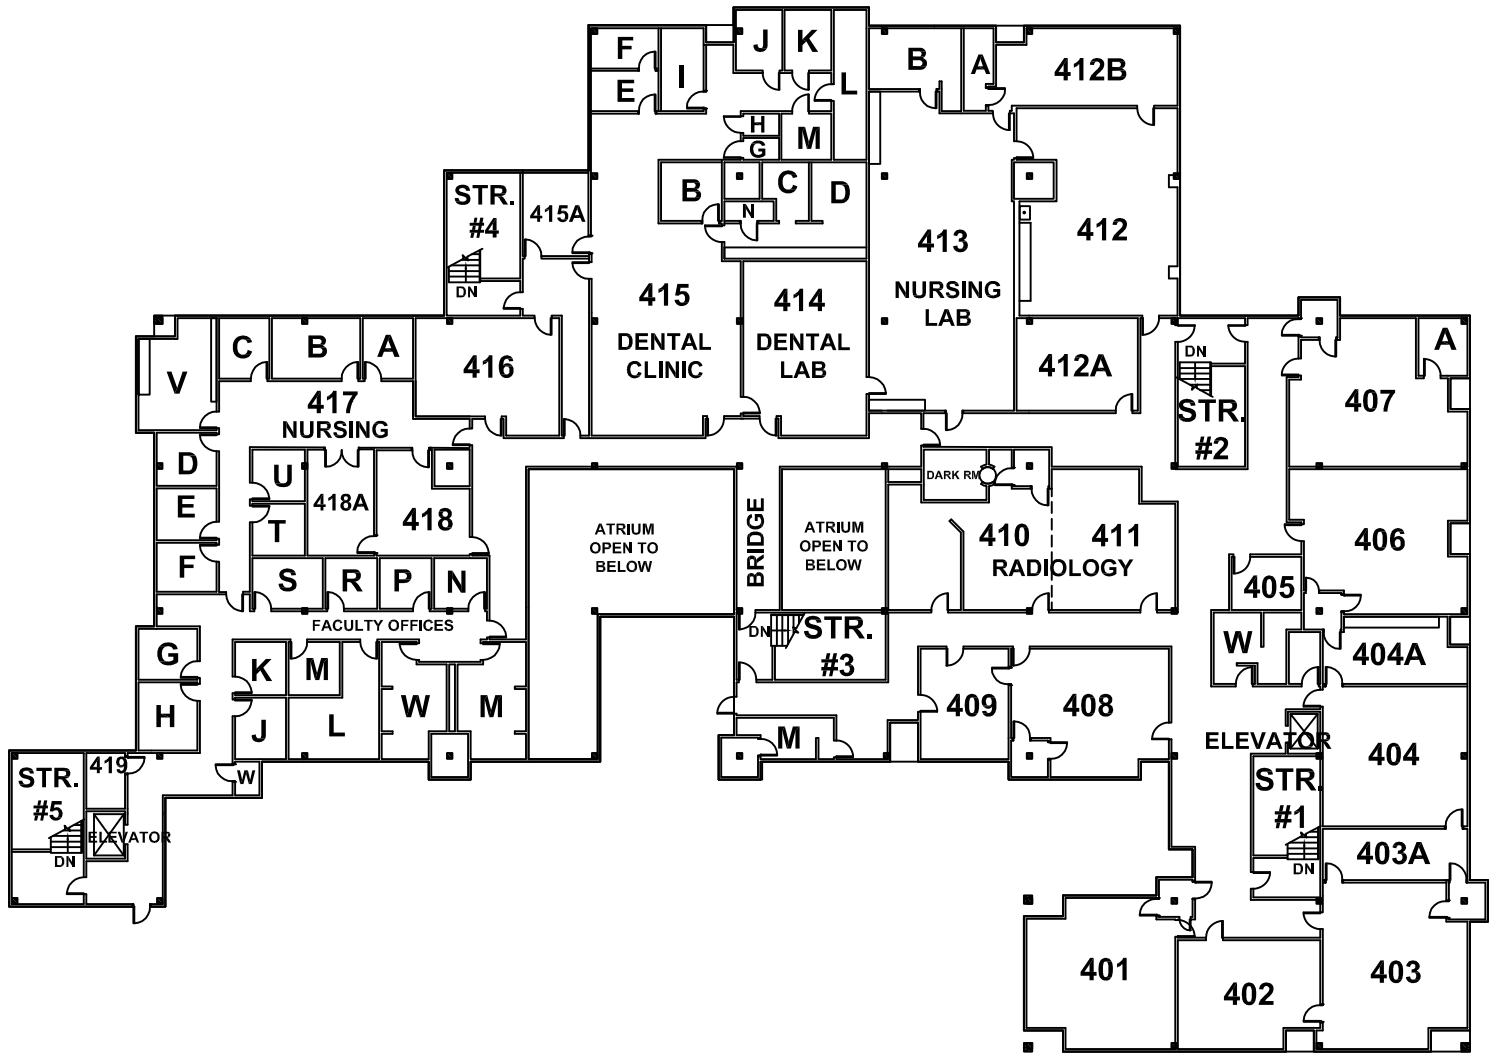 F
J
K
I
B
A
412B
E
L
H
M
G
STR.
#4
415A
B
C
D
N
DN
413
NURSING
LAB
412
415
DENTAL
CLINIC
414
DENTAL
LAB
C
B
A
V
416
412A
DN
STR.
#2
A
407
417
NURSING
D
U
418A
418
E
T
F
S
R
P
N
ATRIUM
OPEN TO
BELOW
BRIDGE
ATRIUM
OPEN TO
BELOW
DARK RM
410
411
RADIOLOGY
406
405
FACULTY OFFICES
DN
STR.
#3
W
404A
G
K
M
H
J
L
W
M
M
409
408
ELEVATOR
404
STR.
#5
419
W
ELEVATOR
DN
STR.
#1
DN
403A
401
402
403